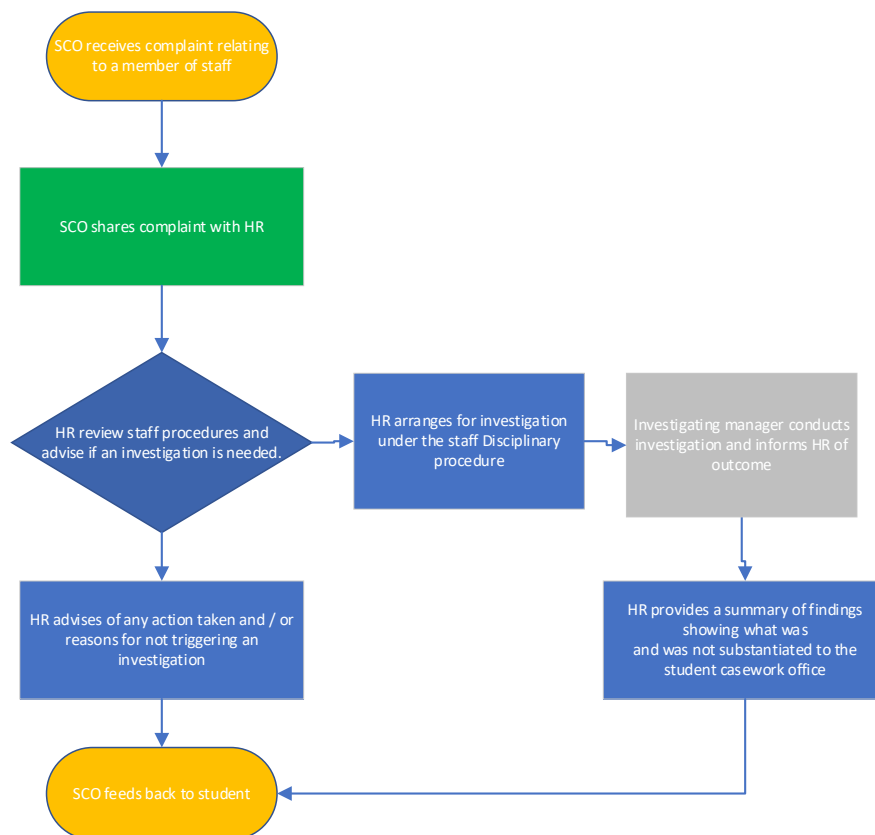 SCO receives complaint relating
to a member of staff
SCO shares complaint with HR
HR review staff procedures and
advise if an investigation is needed.
HR arranges for investigation
under the staff Disciplinary
procedure
Investigating manager conducts
investigation and informs HR of
outcome
HR advises of any action taken and / or
reasons for not triggering an
investigation
HR provides a summary of findings
showing what was
and was not substantiated to the
student casework office
SCO feeds back to student